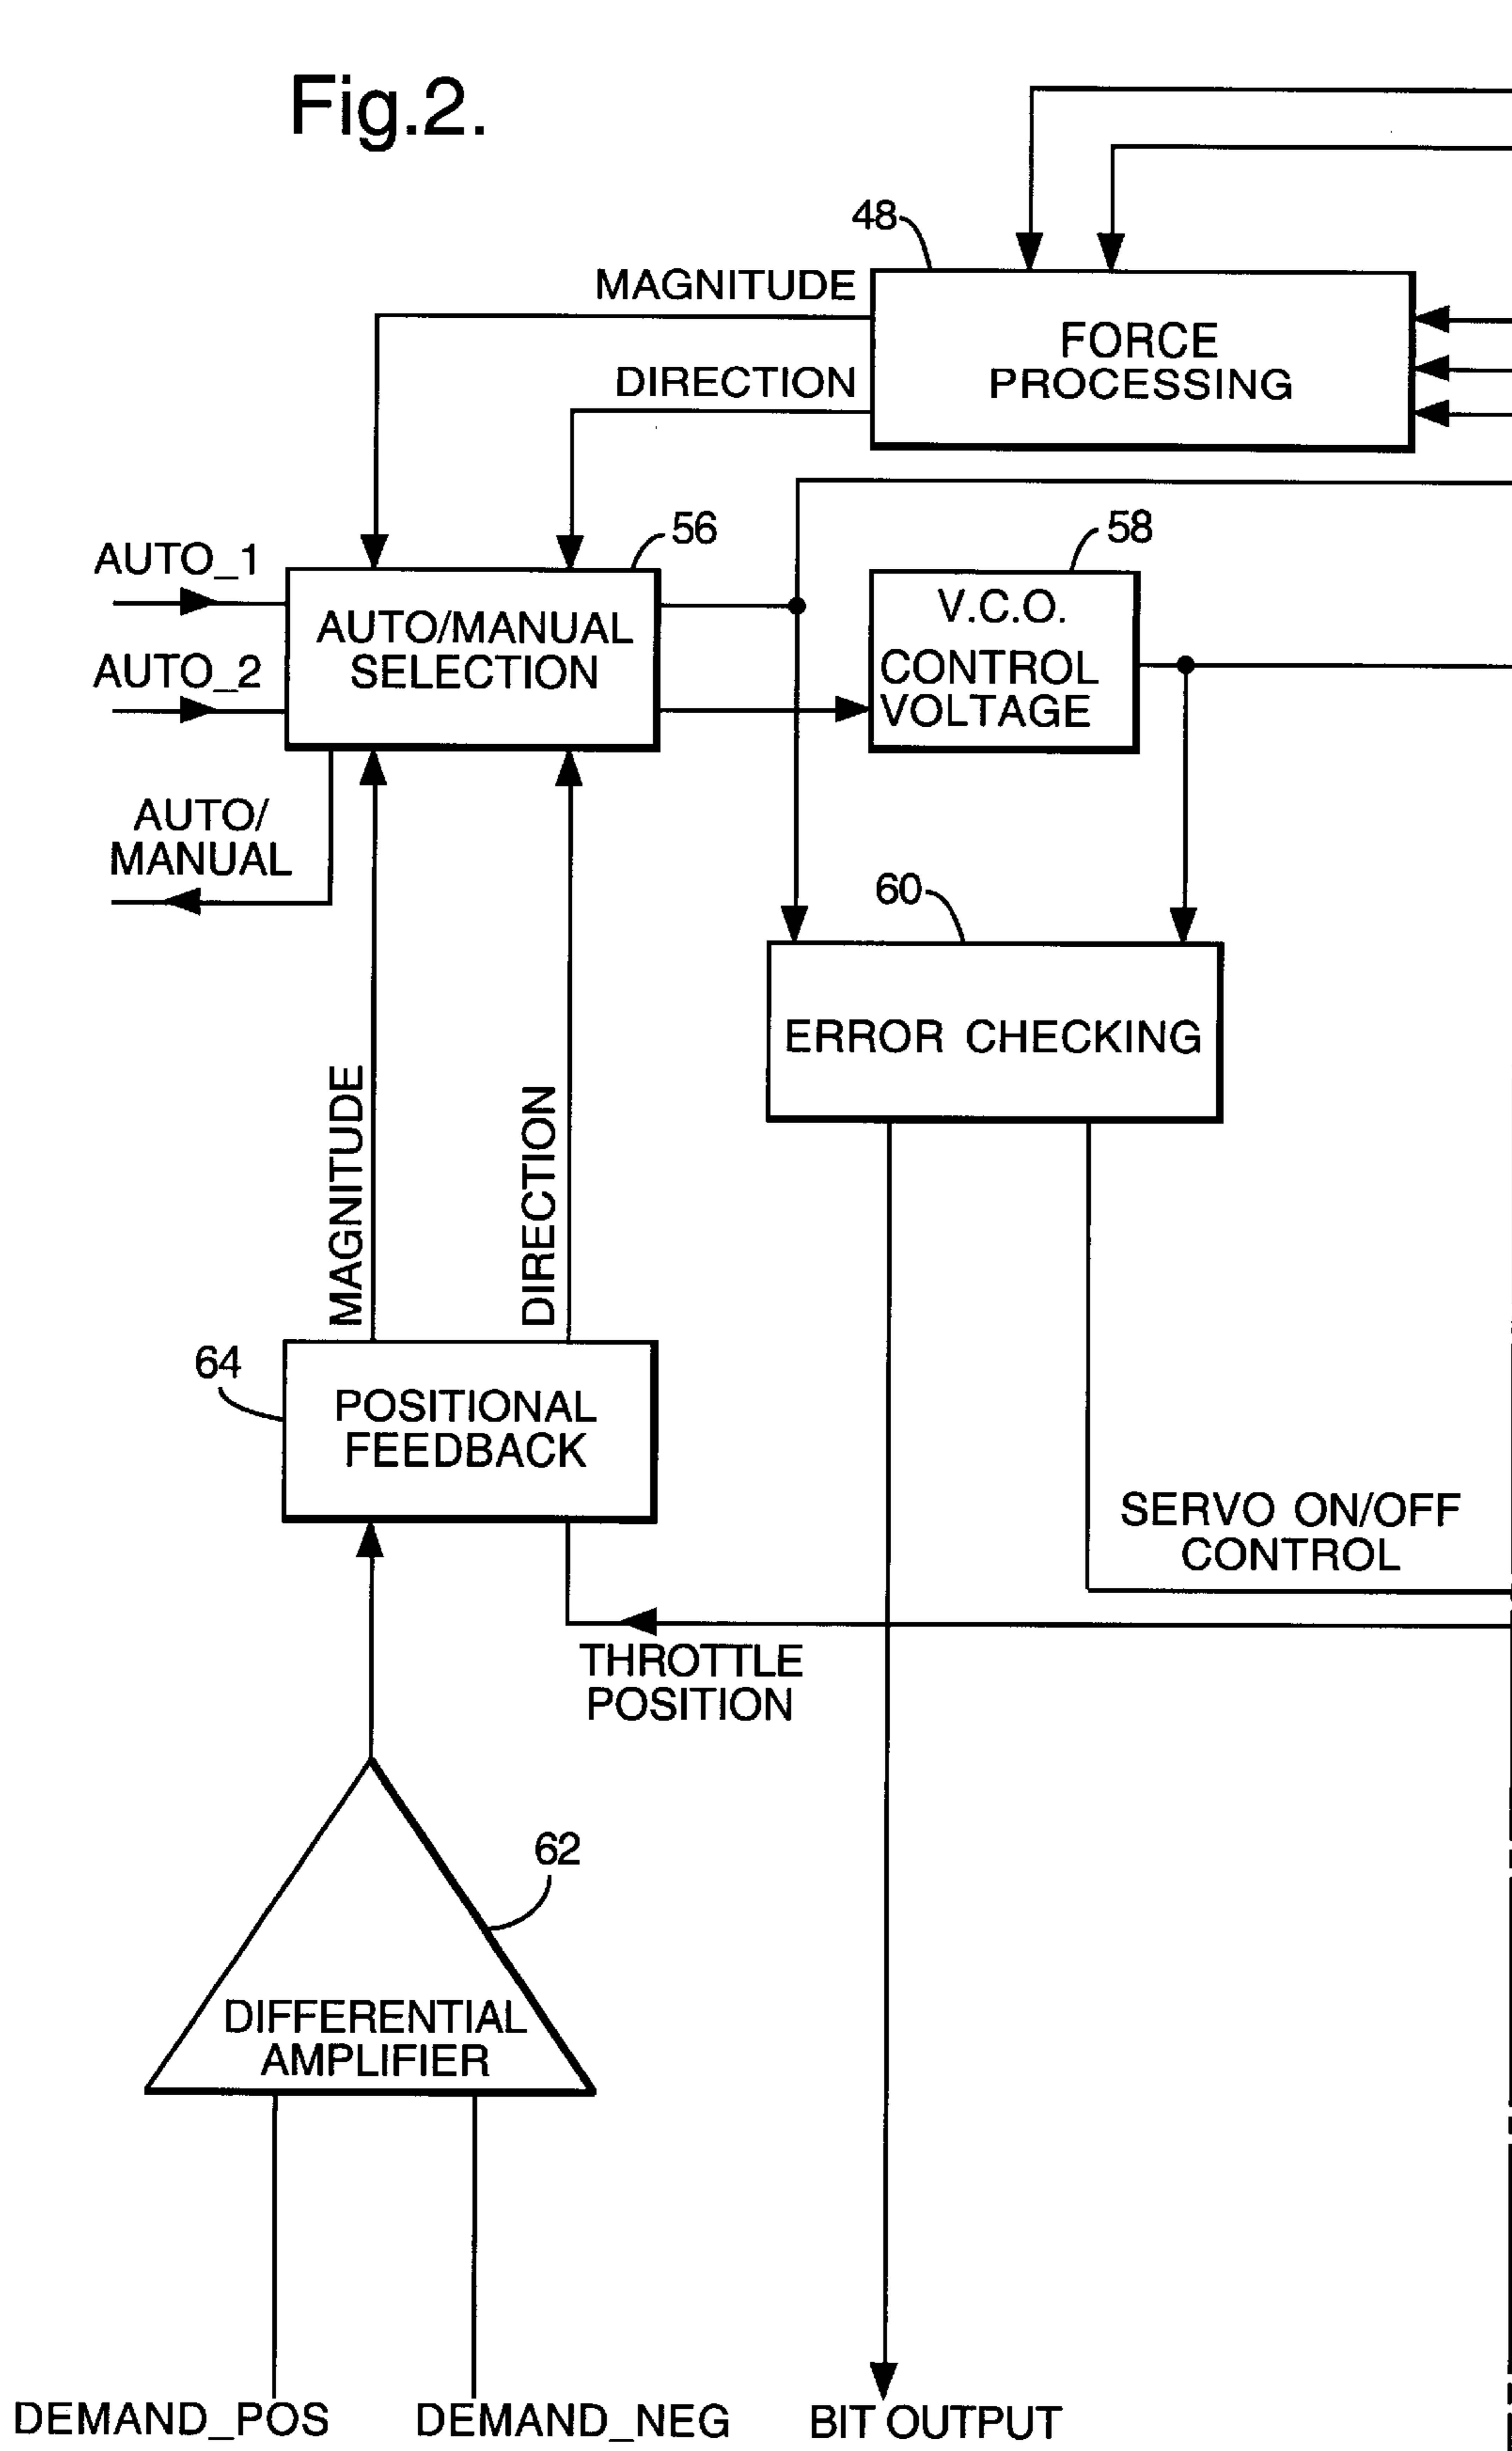 Fig.2.
48
MAGNITUDE
FORCE
PROCESSING
DIRECTION
56
58
AUTO_1
AUTO/MANUAL
SELECTION
AUTO_2
V.C.O.
CONTROL
VOLTAGE
AUTO/
MANUAL
60
ERROR CHECKING
MAGNITUDE
DIRECTION
64
POSITIONAL
FEEDBACK
SERVO ON/OFF
CONTROL
THROTTLE
POSITION
62
DIFFERENTIAL
AMPLIFIER
DEMAND_POS
DEMAND_NEG
BIT OUTPUT